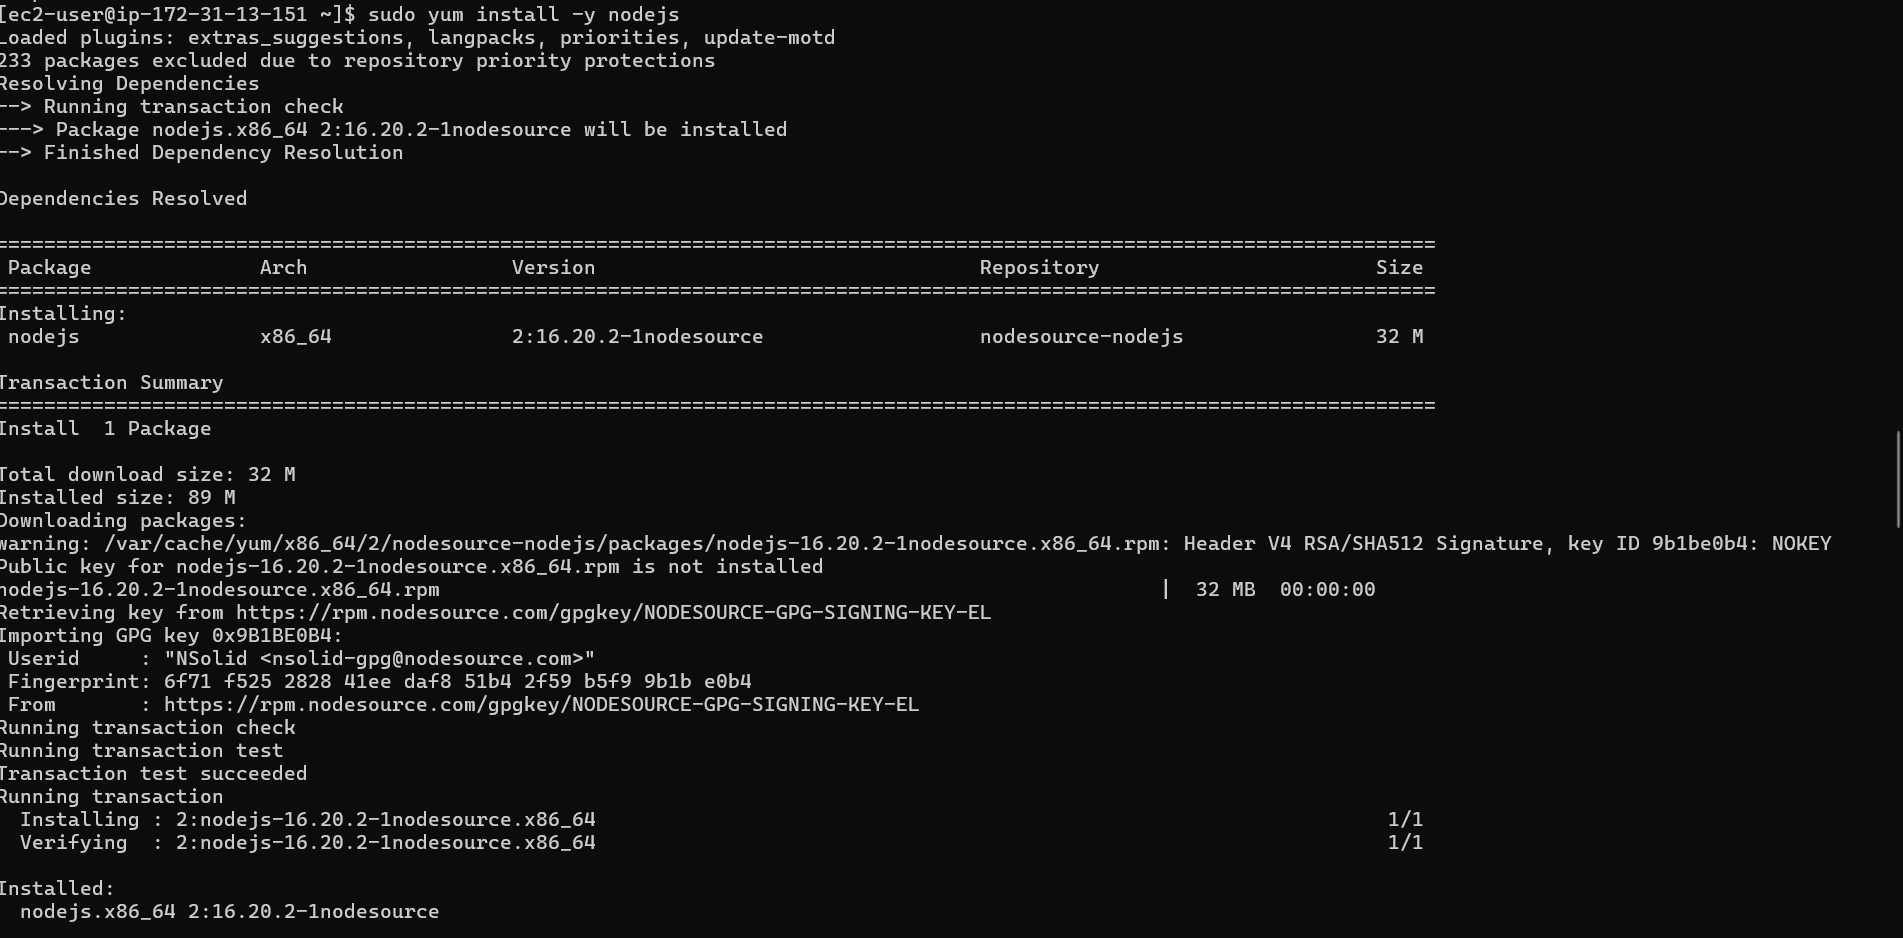 [ec2-user@ip-172-31-13-151 ~]$ sudo yum install -y nodejs
Loaded plugins: extras_suggestions, langpacks, priorities, update-motd
233 packages excluded due to repository priority protections
Resolving Dependencies
--> Running transaction check
---> Package nodejs.x86_64 2:16.20.2-1nodesource will be installed
--> Finished Dependency Resolution

Dependencies Resolved

========================================================================================================================
 Package              Arch                 Version                                Repository                       Size
========================================================================================================================
Installing:
 nodejs               x86_64               2:16.20.2-1nodesource                  nodesource-nodejs                32 M

Transaction Summary
========================================================================================================================
Install  1 Package

Total download size: 32 M
Installed size: 89 M
Downloading packages:
warning: /var/cache/yum/x86_64/2/nodesource-nodejs/packages/nodejs-16.20.2-1nodesource.x86_64.rpm: Header V4 RSA/SHA512 Signature, key ID 9b1be0b4: NOKEY
Public key for nodejs-16.20.2-1nodesource.x86_64.rpm is not installed
nodejs-16.20.2-1nodesource.x86_64.rpm                                                            |  32 MB  00:00:00
Retrieving key from https://rpm.nodesource.com/gpgkey/NODESOURCE-GPG-SIGNING-KEY-EL
Importing GPG key 0x9B1BE0B4:
 Userid     : "NSolid <nsolid-gpg@nodesource.com>"
 Fingerprint: 6f71 f525 2828 41ee daf8 51b4 2f59 b5f9 9b1b e0b4
 From       : https://rpm.nodesource.com/gpgkey/NODESOURCE-GPG-SIGNING-KEY-EL
Running transaction check
Running transaction test
Transaction test succeeded
Running transaction
  Installing : 2:nodejs-16.20.2-1nodesource.x86_64                                                                  1/1
  Verifying  : 2:nodejs-16.20.2-1nodesource.x86_64                                                                  1/1

Installed:
  nodejs.x86_64 2:16.20.2-1nodesource